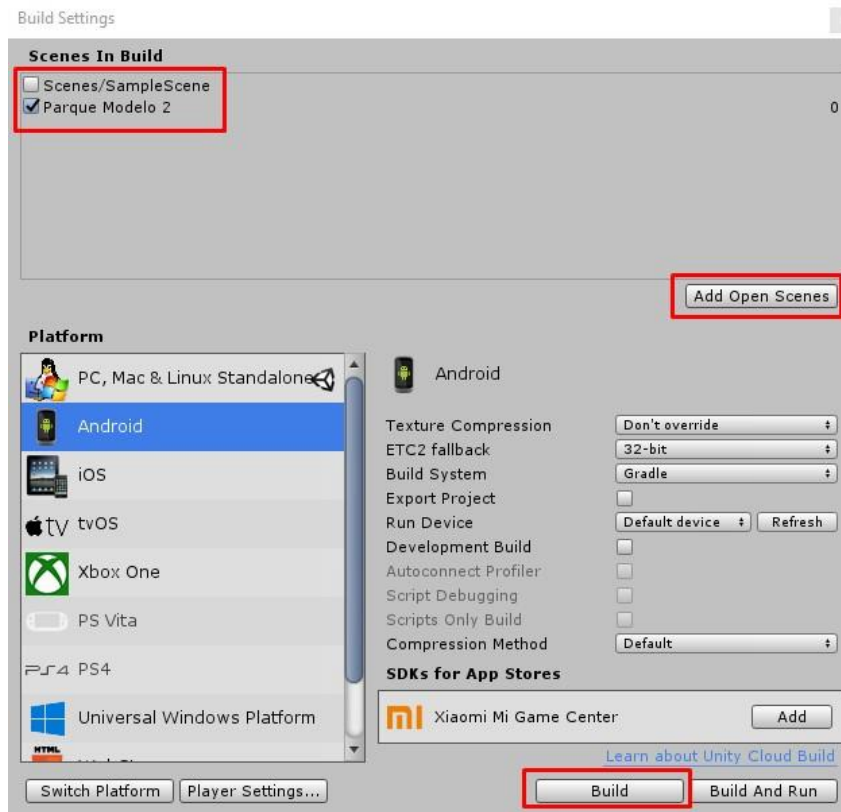 Build Settings
Scenes In Build
Scenes/SampleScene
Parque Modelo 2 0
Add Open Scenes
Platform
PC, Mac & Linux Standalone
Android
iOS
tv tvOS
Xbox One
PS Vita
PS4 PS4
Universal Windows Platform
HTML
Android
Texture Compression Don't override
ETC2 fallback 32-bit
Build System Gradle
Export Project
Run Device Default device Refresh
Development Build
Autoconnect Profiler
Script Debugging
Scripts Only Build
Compression Method Default
SDKs for App Stores
mi Xiaomi Mi Game Center Add
Learn about Unity Cloud Build
Switch Platform Player Settings... Build Build And Run